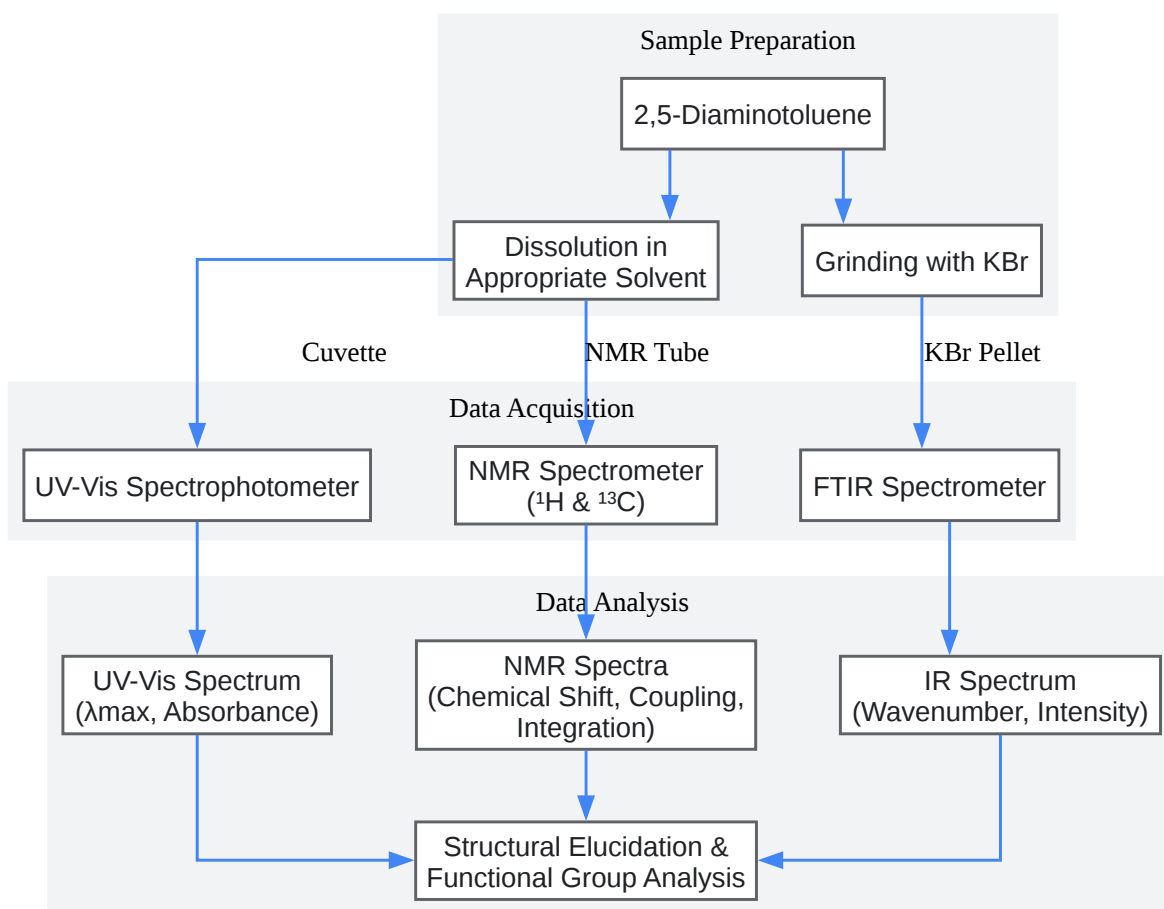 Sample Preparation
2,5-Diaminotoluene
Dissolution in
Appropriate Solvent
Grinding with KBr
Cuvette
NMR Tube
KBr Pellet
Data Acquisition
UV-Vis Spectrophotometer
NMR Spectrometer
(¹H & ¹³C)
FTIR Spectrometer
Data Analysis
UV-Vis Spectrum
(λmax, Absorbance)
NMR Spectra
(Chemical Shift, Coupling,
Integration)
IR Spectrum
(Wavenumber, Intensity)
Structural Elucidation &
Functional Group Analysis